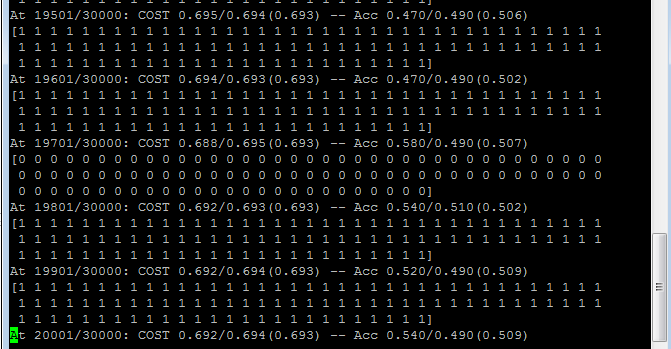 At 19501/30000: COST 0.695/0.694(0.693) -- Acc 0.470/0.490(0.506)
[1 1 1 1 1 1 1 1 1 1 1 1 1 1 1 1 1 1 1 1 1 1 1 1 1 1 1 1 1 1 1 1 1 1 1 1 1
1 1 1 1 1 1 1 1 1 1 1 1 1 1 1 1 1 1 1 1 1 1 1 1 1 1 1 1 1 1 1 1 1 1 1 1 1
1 1 1 1 1 1 1 1 1 1 1 1 1 1 1 1 1 1 1 1 1 1 1 1 1 1]
At 19601/30000: COST 0.694/0.693(0.693) -- Acc 0.470/0.490(0.502)
[1 1 1 1 1 1 1 1 1 1 1 1 1 1 1 1 1 1 1 1 1 1 1 1 1 1 1 1 1 1 1 1 1 1 1 1 1
1 1 1 1 1 1 1 1 1 1 1 1 1 1 1 1 1 1 1 1 1 1 1 1 1 1 1 1 1 1 1 1 1 1 1 1 1
1 1 1 1 1 1 1 1 1 1 1 1 1 1 1 1 1 1 1 1 1 1 1 1 1 1]
At 19701/30000: COST 0.688/0.695(0.693) -- Acc 0.580/0.490(0.507)
[0 0 0 0 0 0 0 0 0 0 0 0 0 0 0 0 0 0 0 0 0 0 0 0 0 0 0 0 0 0 0 0 0 0 0 0 0
0 0 0 0 0 0 0 0 0 0 0 0 0 0 0 0 0 0 0 0 0 0 0 0 0 0 0 0 0 0 0 0 0 0 0 0 0
0 0 0 0 0 0 0 0 0 0 0 0 0 0 0 0 0 0 0 0 0 0 0 0 0 0]
At 19801/30000: COST 0.692/0.693(0.693) -- Acc 0.540/0.510(0.502)
[1 1 1 1 1 1 1 1 1 1 1 1 1 1 1 1 1 1 1 1 1 1 1 1 1 1 1 1 1 1 1 1 1 1 1 1 1
1 1 1 1 1 1 1 1 1 1 1 1 1 1 1 1 1 1 1 1 1 1 1 1 1 1 1 1 1 1 1 1 1 1 1 1 1
1 1 1 1 1 1 1 1 1 1 1 1 1 1 1 1 1 1 1 1 1 1 1 1 1 1]
At 19901/30000: COST 0.692/0.694(0.693) -- Acc 0.520/0.490(0.509)
[1 1 1 1 1 1 1 1 1 1 1 1 1 1 1 1 1 1 1 1 1 1 1 1 1 1 1 1 1 1 1 1 1 1 1 1 1
1 1 1 1 1 1 1 1 1 1 1 1 1 1 1 1 1 1 1 1 1 1 1 1 1 1 1 1 1 1 1 1 1 1 1 1 1
1 1 1 1 1 1 1 1 1 1 1 1 1 1 1 1 1 1 1 1 1 1 1 1 1 1]
At 20001/30000: COST 0.692/0.694(0.693) -- Acc 0.540/0.490(0.509)